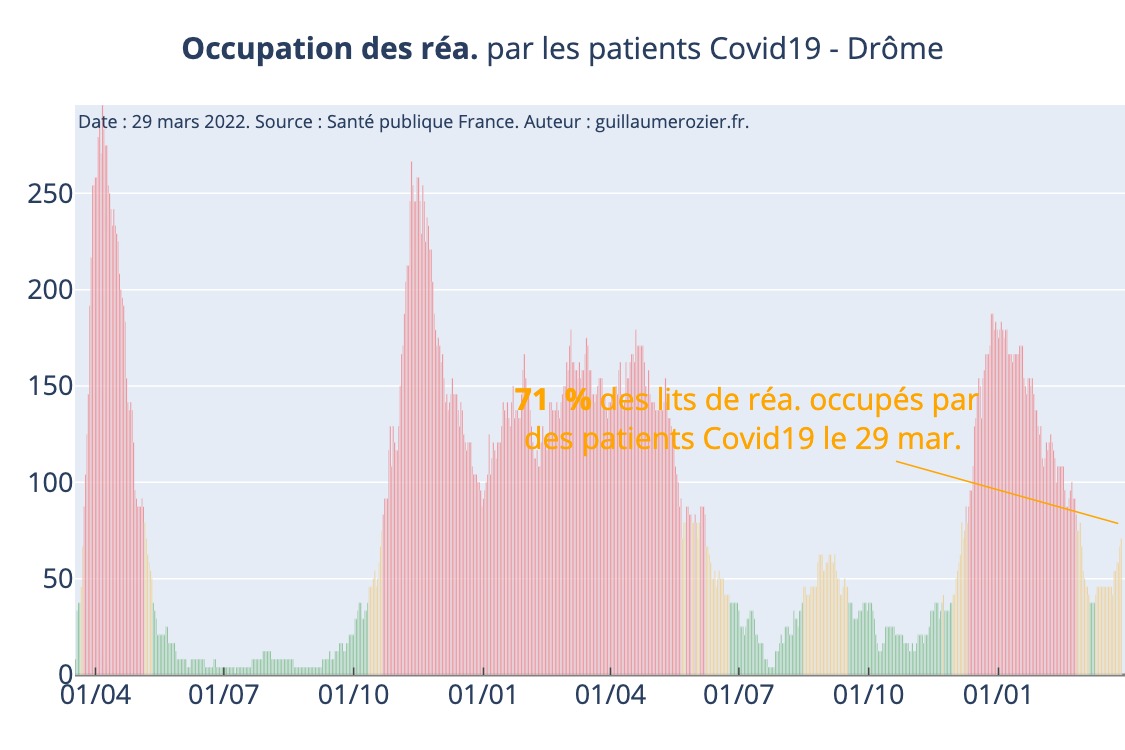 Occupation des réa. par les patients Covid19 - Drôme
Date : 29 mars 2022. Source : Santé publique France. Auteur : guillaumerozier.fr.
250
200
150
71 % des lits de réa. occupés par
des patients Covid19 le 29 mar.
100
50
0
01/04 01/07 01/10 01/01 01/04 01/07 01/10 01/01